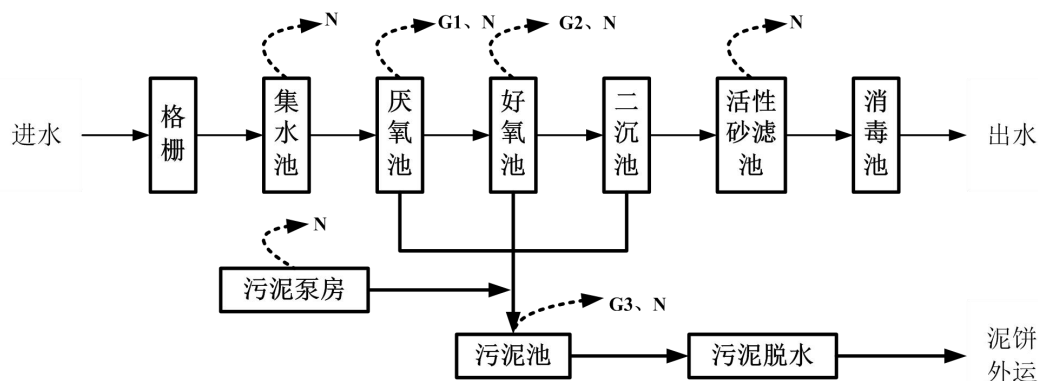 N
G1、N
G2、N
N
进水
格栅
集水池
厌氧池
好氧池
二沉池
活性
砂滤
池
消毒池
出水
N
污泥泵房
G3、N
污泥池
污泥脱水
泥饼
外运